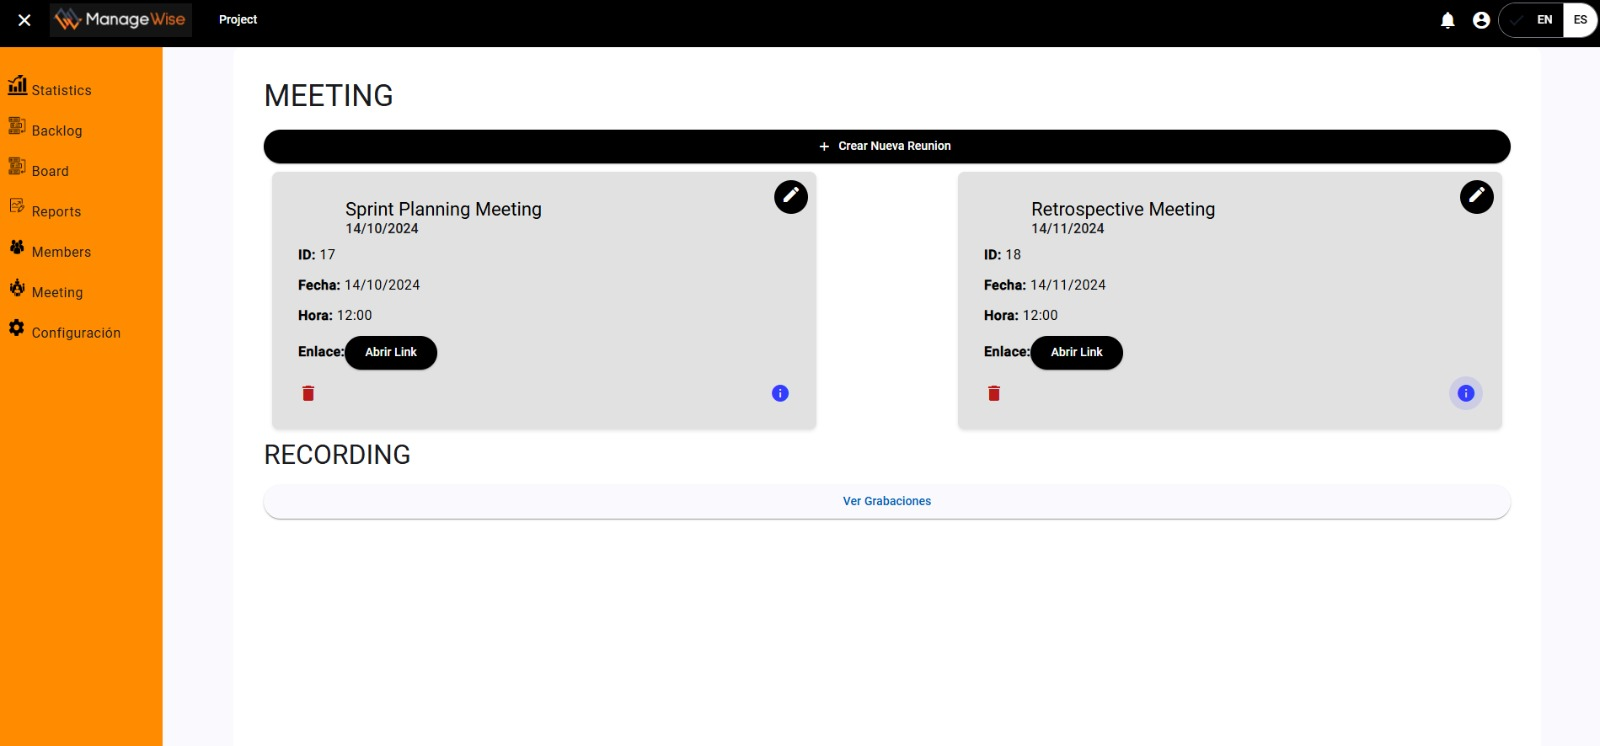 ManageWise
Project
EN
ES
Statistics
Backlog
Board
Reports
Members
Meeting
Configuración
MEETING
+ Crear Nueva Reunion
Sprint Planning Meeting
14/10/2024
ID: 17
Fecha: 14/10/2024
Hora: 12:00
Enlace: Abrir Link
Retrospective Meeting
14/11/2024
ID: 18
Fecha: 14/11/2024
Hora: 12:00
Enlace: Abrir Link
RECORDING
Ver Grabaciones